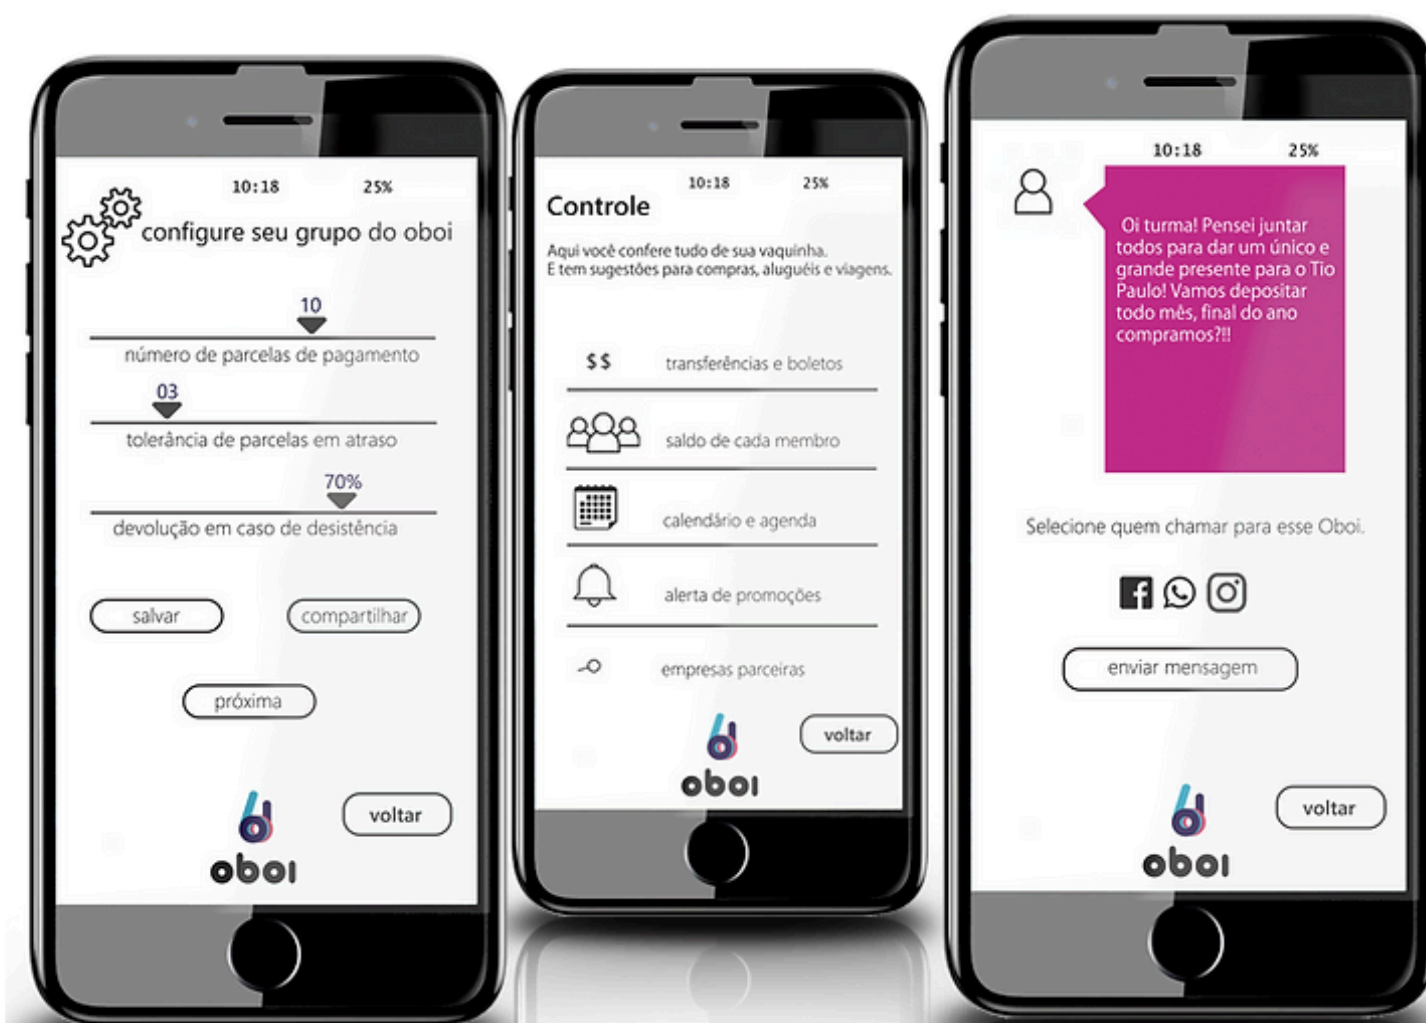 10:18 25%
configure seu grupo do oboi
10
número de parcelas de pagamento
03
tolerância de parcelas em atraso
70%
devolução em caso de desistência
salvar compartilhar
próxima
voltar
oboi
10:18 25%
Controle
Aqui você confere tudo de sua vaquinha.
E tem sugestões para compras, aluguéis e viagens.
$$ transferências e boletos
saldo de cada membro
calendário e agenda
alerta de promoções
empresas parceiras
voltar
oboi
10:18 25%
Oi turma! Pensei juntar
todos para dar um único e
grande presente para o Tio
Paulo! Vamos depositar
todo mês, final do ano
compramos?!!
Selecione quem chamar para esse Oboi.
enviar mensagem
voltar
oboi